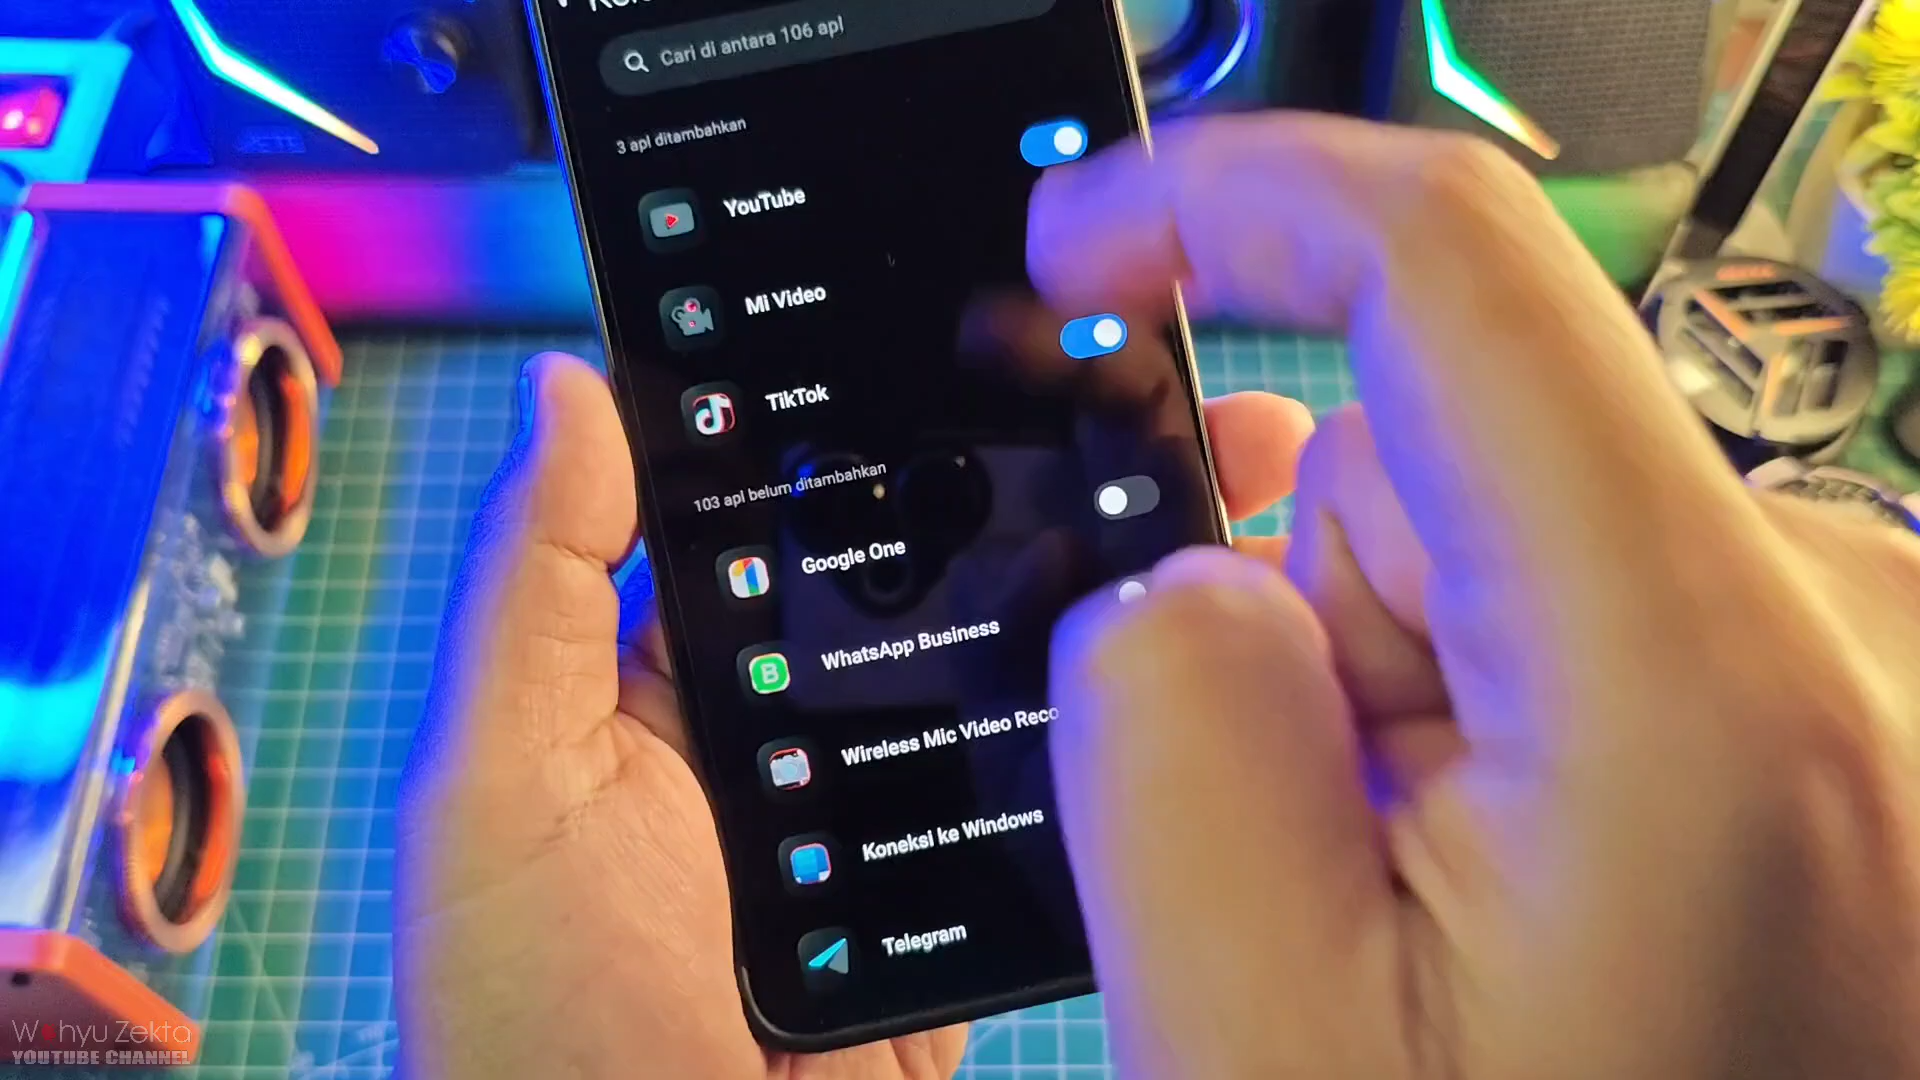 Cari di antara 106 apl
3 apl ditambahkan
YouTube
Mi Video
TikTok
103 apl belum ditambahkan
Google One
B
WhatsApp Business
Wireless Mic Video Reco
Koneksi ke Windows
Telegram
Wahyu Zekta
YOUTUBE CHANNEL